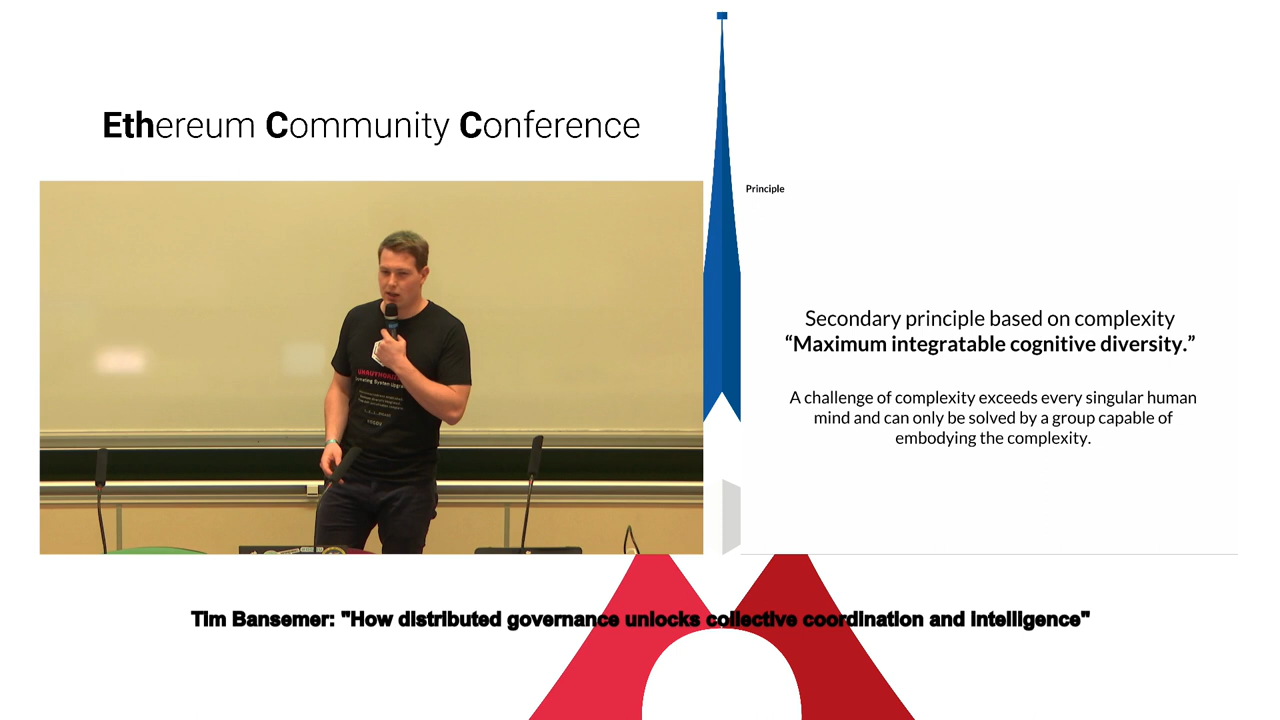 Ethereum Community Conference
Principle
Secondary principle based on complexity
“Maximum integratable cognitive diversity.”
A challenge of complexity exceeds every singular human
mind and can only be solved by a group capable of
embodying the complexity.
Tim Bansemer: "How distributed governance unlocks collective coordination and intelligence"